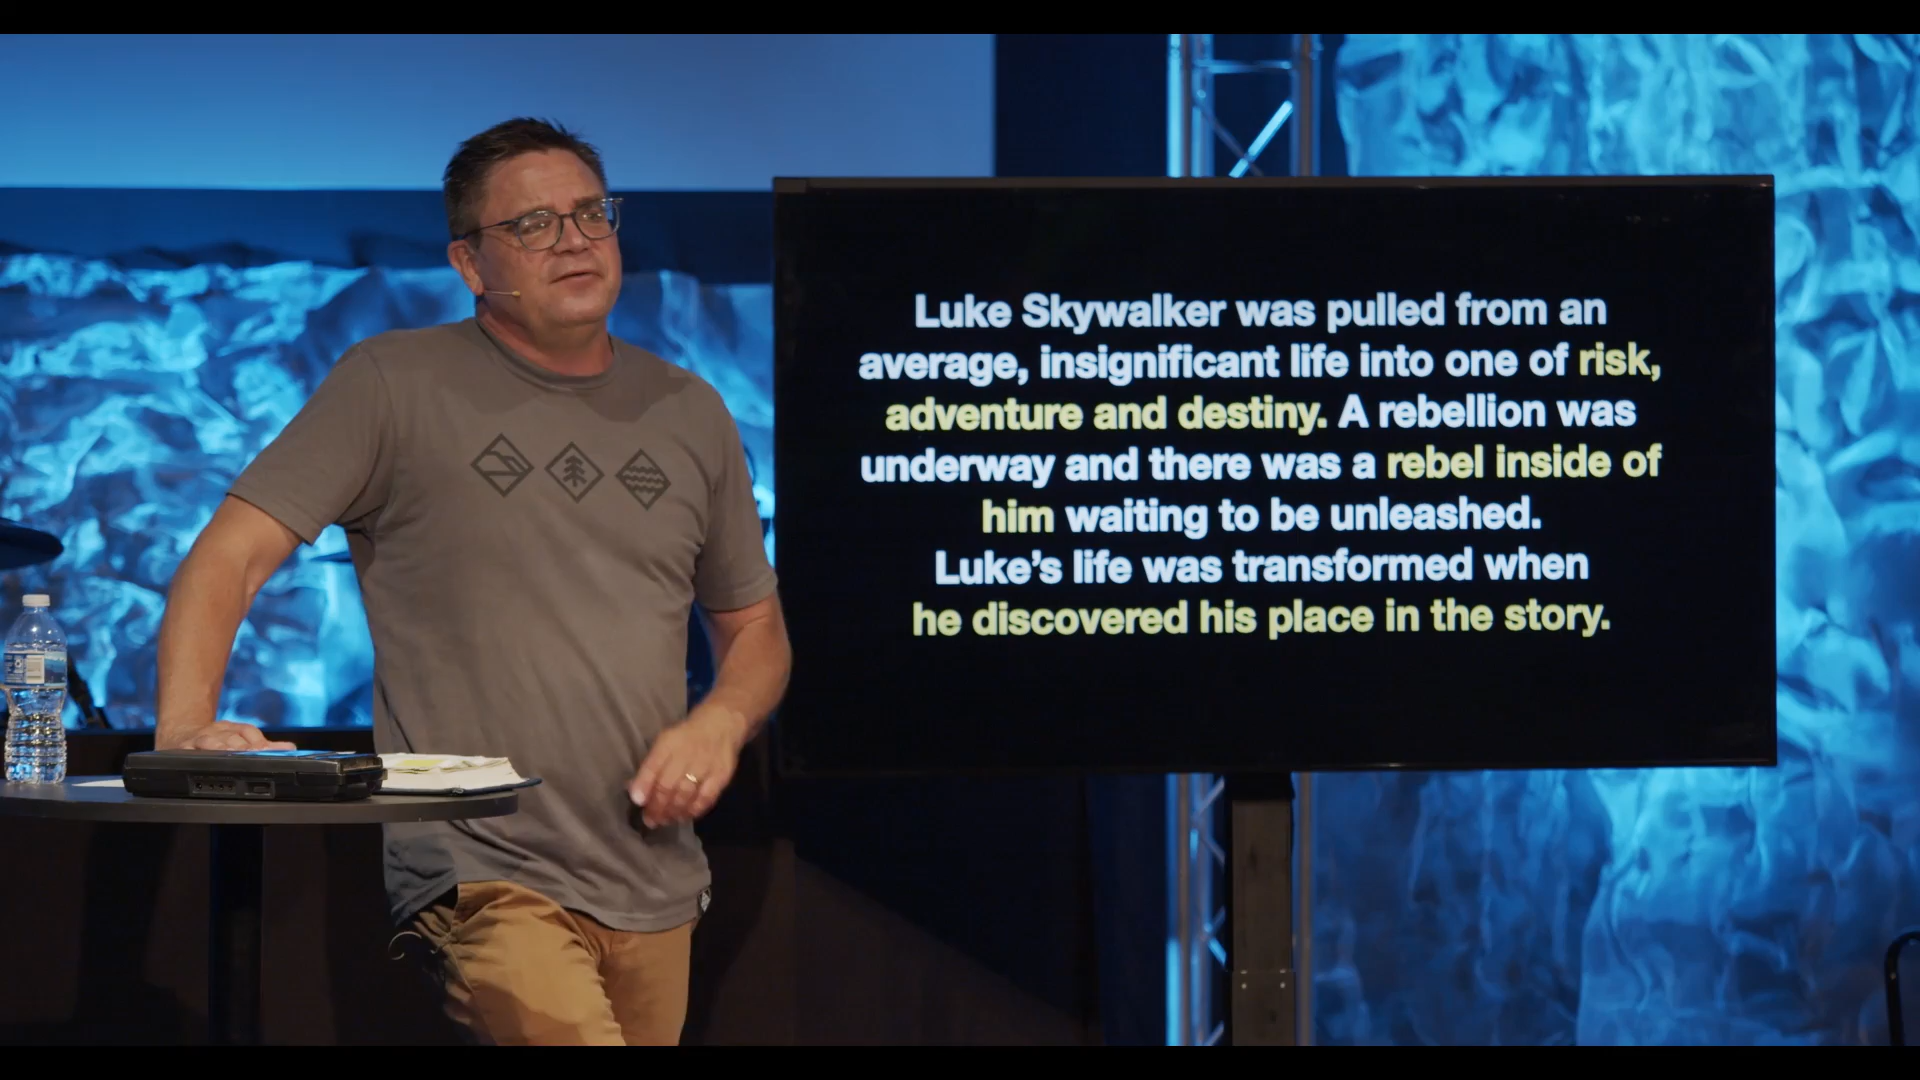 Luke Skywalker was pulled from an
average, insignificant life into one of risk,
adventure and destiny. A rebellion was
underway and there was a rebel inside of
him waiting to be unleashed.
Luke’s life was transformed when
he discovered his place in the story.